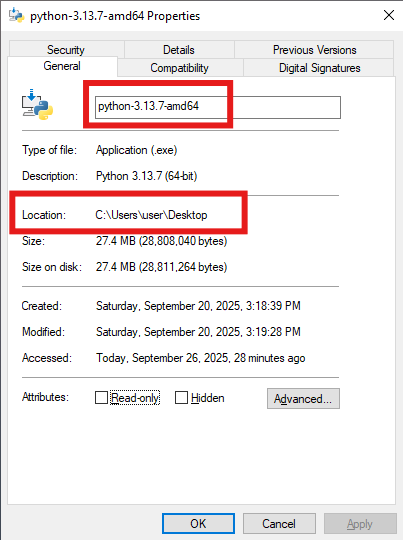 python-3.13.7-amd64 Properties
Security Details Previous Versions
General Compatibility Digital Signatures
python-3.13.7-amd64
Type of file: Application (.exe)
Description: Python 3.13.7 (64-bit)
Location: C:\Users\user\Desktop
Size: 27.4 MB (28,808,040 bytes)
Size on disk: 27.4 MB (28,811,264 bytes)
Created: Saturday, September 20, 2025, 3:18:39 PM
Modified: Saturday, September 20, 2025, 3:19:28 PM
Accessed: Today, September 26, 2025, 28 minutes ago
Attributes: Read-only Hidden Advanced...
OK Cancel Apply